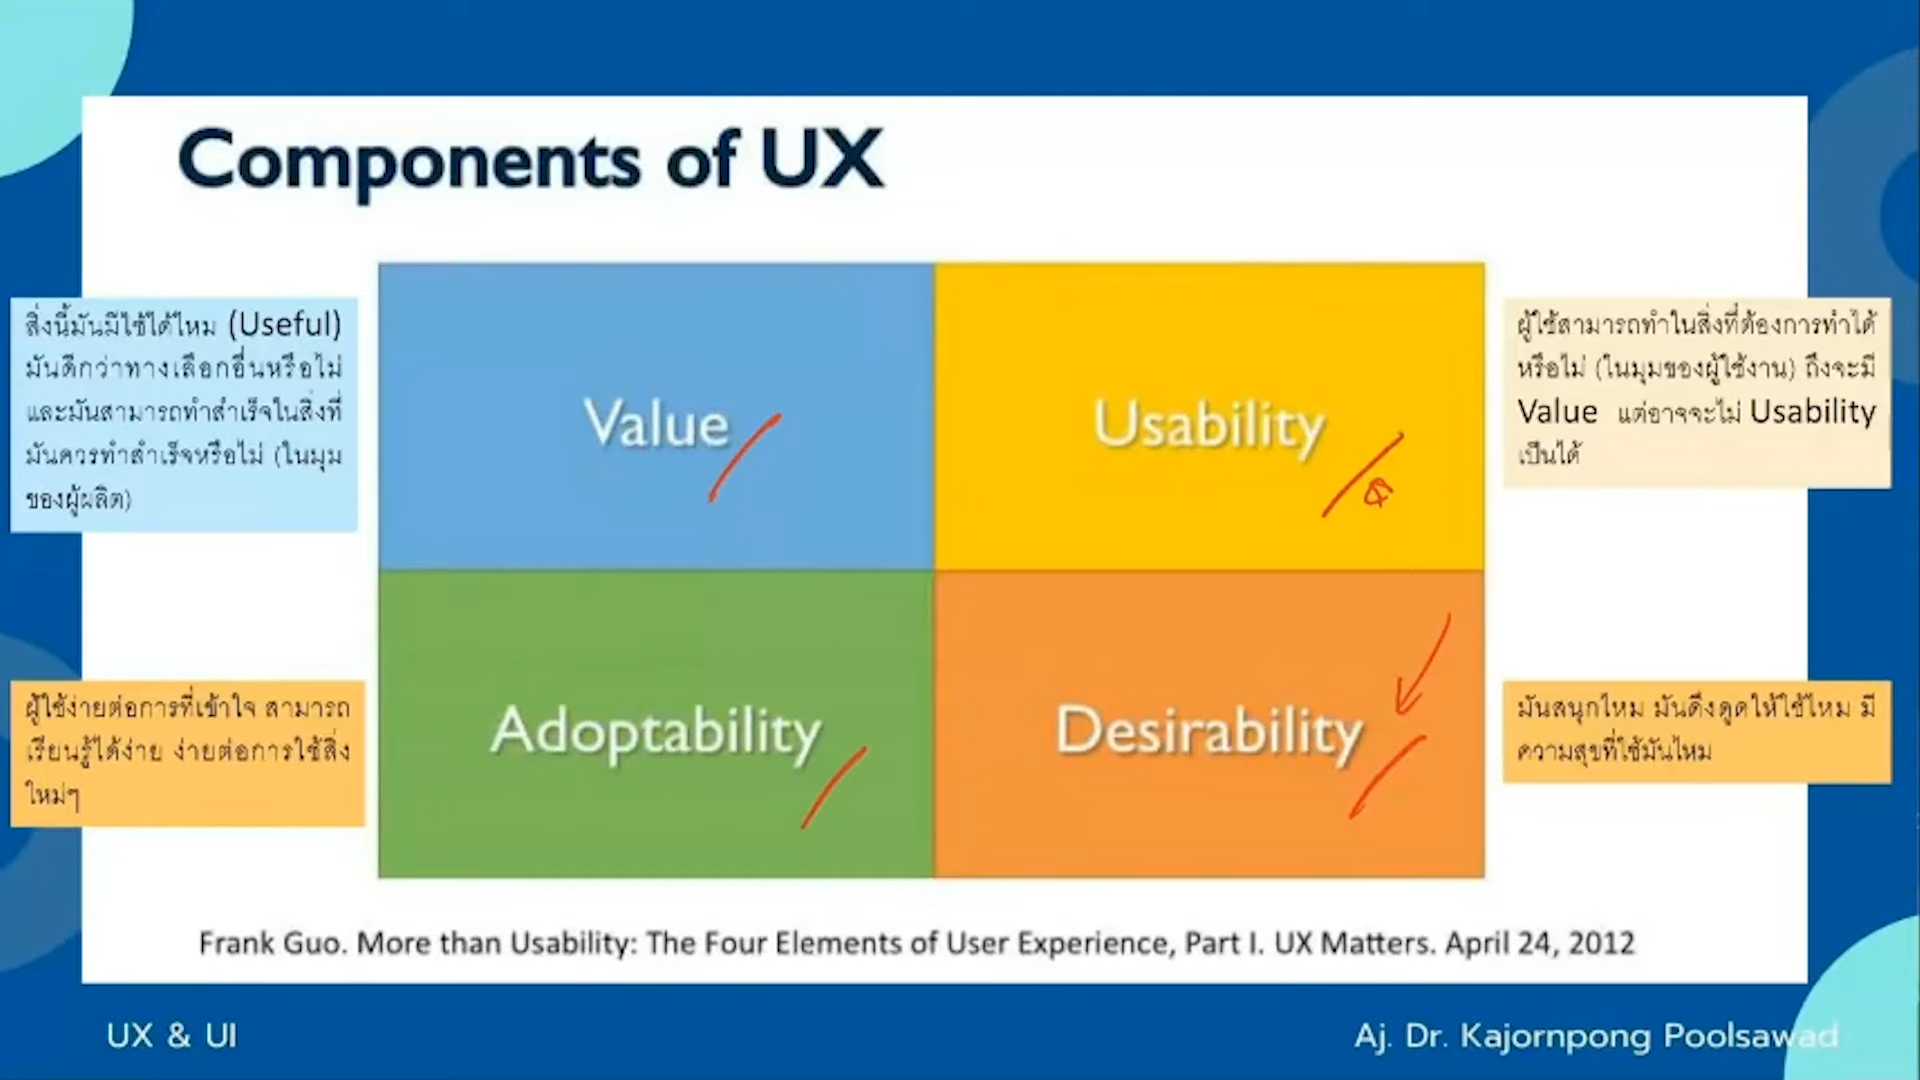 Components of UX
สิ่งนี้มันมีใช้ได้ไหม (Useful)
มันดีกว่าทางเลือกอื่นหรือไม่
และมันสามารถทำสำเร็จในสิ่งที่
มันควรทำสำเร็จหรือไม่ (ในมุม
ของผู้ผลิต)
Value
Usability
ผู้ใช้สามารถทำในสิ่งที่ต้องการทำได้
หรือไม่ (ในมุมของผู้ใช้งาน) ถึงจะมี
Value แต่อาจจะไม่ Usability
เป็นได้
ผู้ใช้ง่ายต่อการที่เข้าใจ สามารถ
เรียนรู้ได้ง่าย ง่ายต่อการใช้สิ่ง
ใหม่ๆ
Adoptability
Desirability
มันสนุกไหม มันดึงดูดให้ใช้ไหม มี
ความสุขที่ใช้มันไหม
Frank Guo. More than Usability: The Four Elements of User Experience, Part I. UX Matters. April 24, 2012
UX & UI
Aj. Dr. Kajornpong Poolsawad